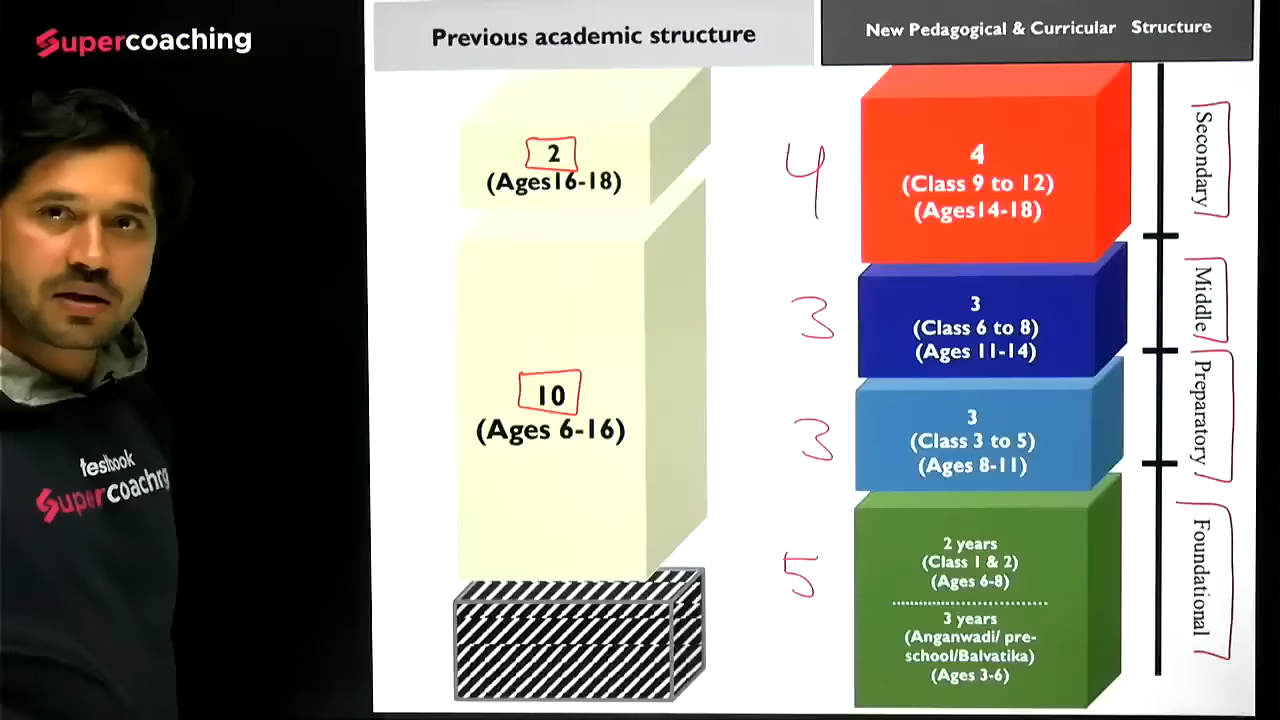 Supercoaching
Previous academic structure
New Pedagogical & Curricular Structure
2
(Ages16-18)
10
(Ages 6-16)
4
3
3
5
4
(Class 9 to 12)
(Ages14-18)
3
(Class 6 to 8)
(Ages 11-14)
3
(Class 3 to 5)
(Ages 8-11)
2 years
(Class 1 & 2)
(Ages 6-8)
3 years
(Anganwadi/ pre-
school/Balvatika)
(Ages 3-6)
Secondary
Middle
Preparatory
Foundational
testbook
Supercoaching